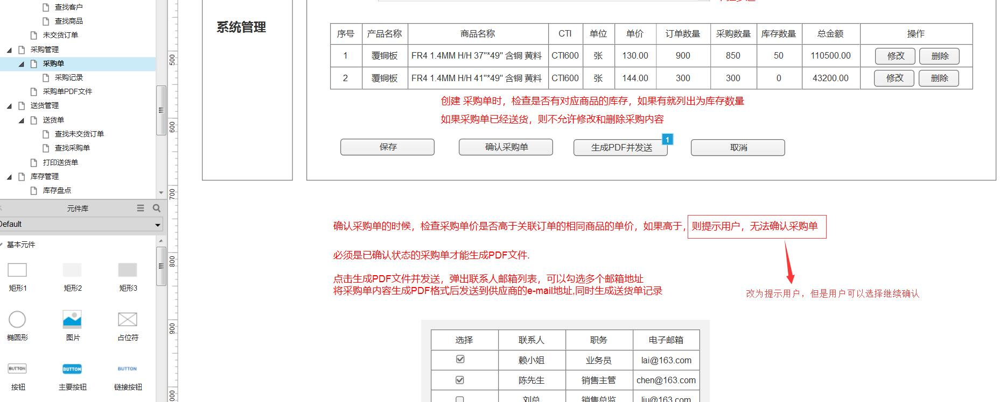 查找客户
查找商品
未交货订单
采购管理
采购单
采购记录
采购单PDF文件
送货管理
送货单
查找未交货订单
查找采购单
打印送货单
库存管理
库存盘点
元件库
Default
基本元件
矩形1 矩形2 矩形3
椭圆形 图片 占位符
BUTTON BUTTON BUTTON
按钮 主要按钮 链接按钮
500
600
700
800
900
系统管理
序号 产品名称 商品名称 CTI 单位 单价 订单数量 采购数量 库存数量 总金额 操作
1 覆铜板 FR4 1.4MM H/H 37"*49" 含铜 黄料 CTI600 张 130.00 900 850 50 110500.00 修改 删除
2 覆铜板 FR4 1.4MM H/H 41"*49" 含铜 黄料 CTI600 张 144.00 300 300 0 43200.00 修改 删除
创建 采购单时，检查是否有对应商品的库存，如果有就列出为库存数量
如果采购单已经送货，则不允许修改和删除采购内容
保存 确认采购单 生成PDF并发送 1 取消
确认采购单的时候，检查采购单价是否高于关联订单的相同商品的单价，如果高于，则提示用户，无法确认采购单
必须是已确认状态的采购单才能生成PDF文件.
点击生成PDF文件并发送，弹出联系人邮箱列表，可以勾选多个邮箱地址
将采购单内容生成PDF格式后发送到供应商的e-mail地址,同时生成送货单记录
改为提示用户，但是用户可以选择继续确认
选择 联系人 职务 电子邮箱
赖小姐 业务员 lai@163.com
陈先生 销售主管 chen@163.com
刘总 销售总监 liu@163.com